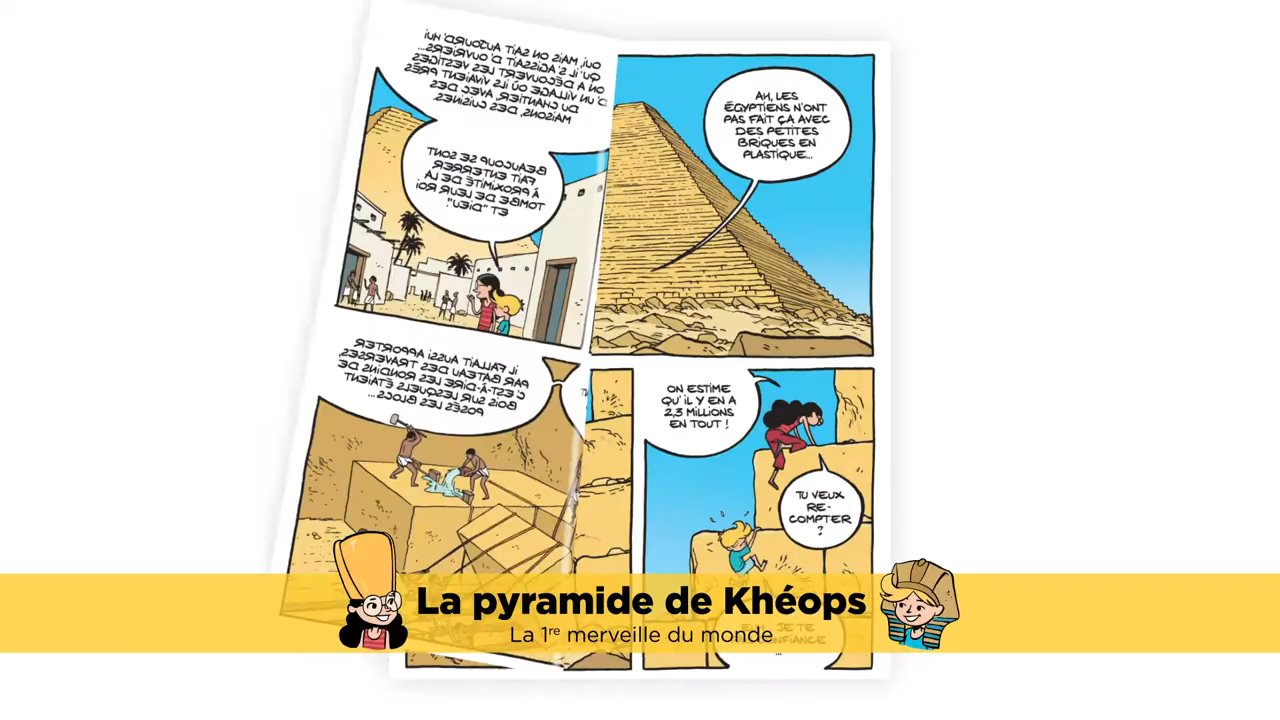 OUI, MAIS ON SAIT AUJOURD'HUI
QU'IL S'AGISSAIT D'OUVRIERS...
ON A DÉCOUVERT LES VESTIGES
D'UN VILLAGE OÙ ILS VIVAIENT PRÈS
DU CHANTIER, AVEC DES
MAISONS, DES CUISINES
BEAUCOUP SE SONT
FAIT ENTERRER
À PROXIMITÉ DE LA
TOMBE DE LEUR ROI
ET "DIEU".
AH, LES
ÉGYPTIENS N'ONT
PAS FAIT ÇA AVEC
DES PETITES
BRIQUES EN
PLASTIQUE...
IL FALLAIT AUSSI APPORTER
PAR BATEAU DES TRAVERSES,
C'EST-À-DIRE LES RONDINS DE
BOIS SUR LESQUELS ÉTAIENT
POSÉS LES BLOCS...
ON ESTIME
QU'IL Y EN A
2,3 MILLIONS
EN TOUT !
TU VEUX
RE-
COMPTER
?
JE TE
...
La pyramide de Khéops
La 1re merveille du monde